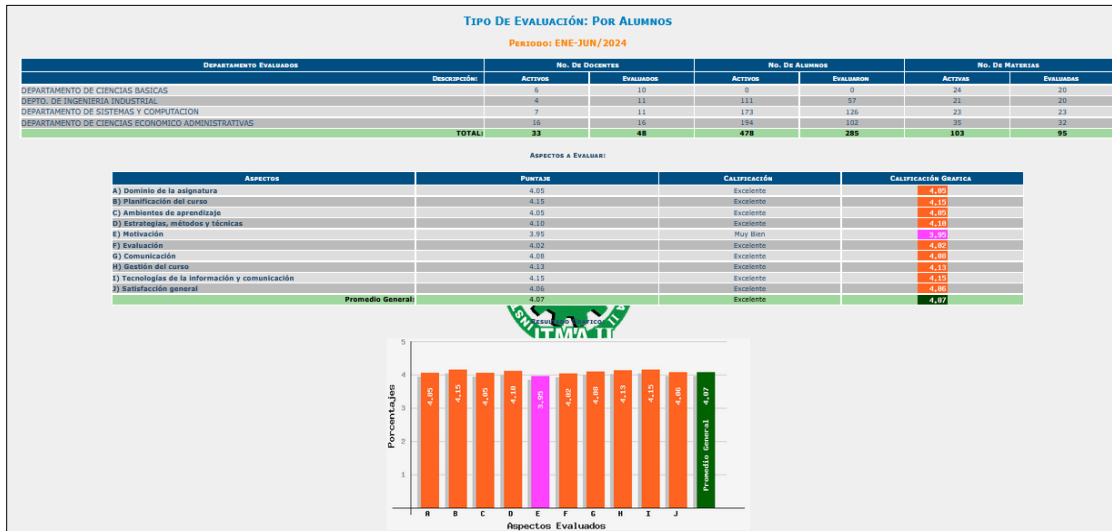 TIPO DE EVALUACIÓN: POR ALUMNOS
PERIODO: ENE-JUN/2024
DEPARTAMENTO EVALUADOS No. DE DOCENTES No. DE ALUMNOS No. DE MATERIAS
DESCRIPCIÓN: ACTIVOS EVALUADOS ACTIVOS EVALUARON ACTIVAS EVALUADAS
DEPARTAMENTO DE CIENCIAS BASICAS 6 10 0 0 24 20
DEPTO. DE INGENIERIA INDUSTRIAL 4 11 111 57 21 20
DEPARTAMENTO DE SISTEMAS Y COMPUTACION 7 11 173 126 23 23
DEPARTAMENTO DE CIENCIAS ECONOMICO ADMINISTRATIVAS 16 16 194 102 35 32
TOTAL: 33 48 478 285 103 95
ASPECTOS A EVALUAR:
ASPECTOS PUNTAJE CALIFICACIÓN CALIFICACIÓN GRAFICA
A) Dominio de la asignatura 4.05 Excelente 4.05
B) Planificación del curso 4.15 Excelente 4.15
C) Ambientes de aprendizaje 4.05 Excelente 4.05
D) Estrategias, métodos y técnicas 4.10 Excelente 4.10
E) Motivación 3.95 Muy Bien 3.95
F) Evaluación 4.02 Excelente 4.02
G) Comunicación 4.08 Excelente 4.08
H) Gestión del curso 4.13 Excelente 4.13
I) Tecnologías de la información y comunicación 4.15 Excelente 4.15
J) Satisfacción general 4.06 Excelente 4.06
Promedio General: 4.07 Excelente 4.07
RESULTADO GRAFICO
ITMA II
Porcentajes
5
4
3
2
1
4.05 4.15 4.05 4.10 3.95 4.02 4.08 4.13 4.15 4.06 Promedio General 4.07
A B C D E F G H I J
Aspectos Evaluados